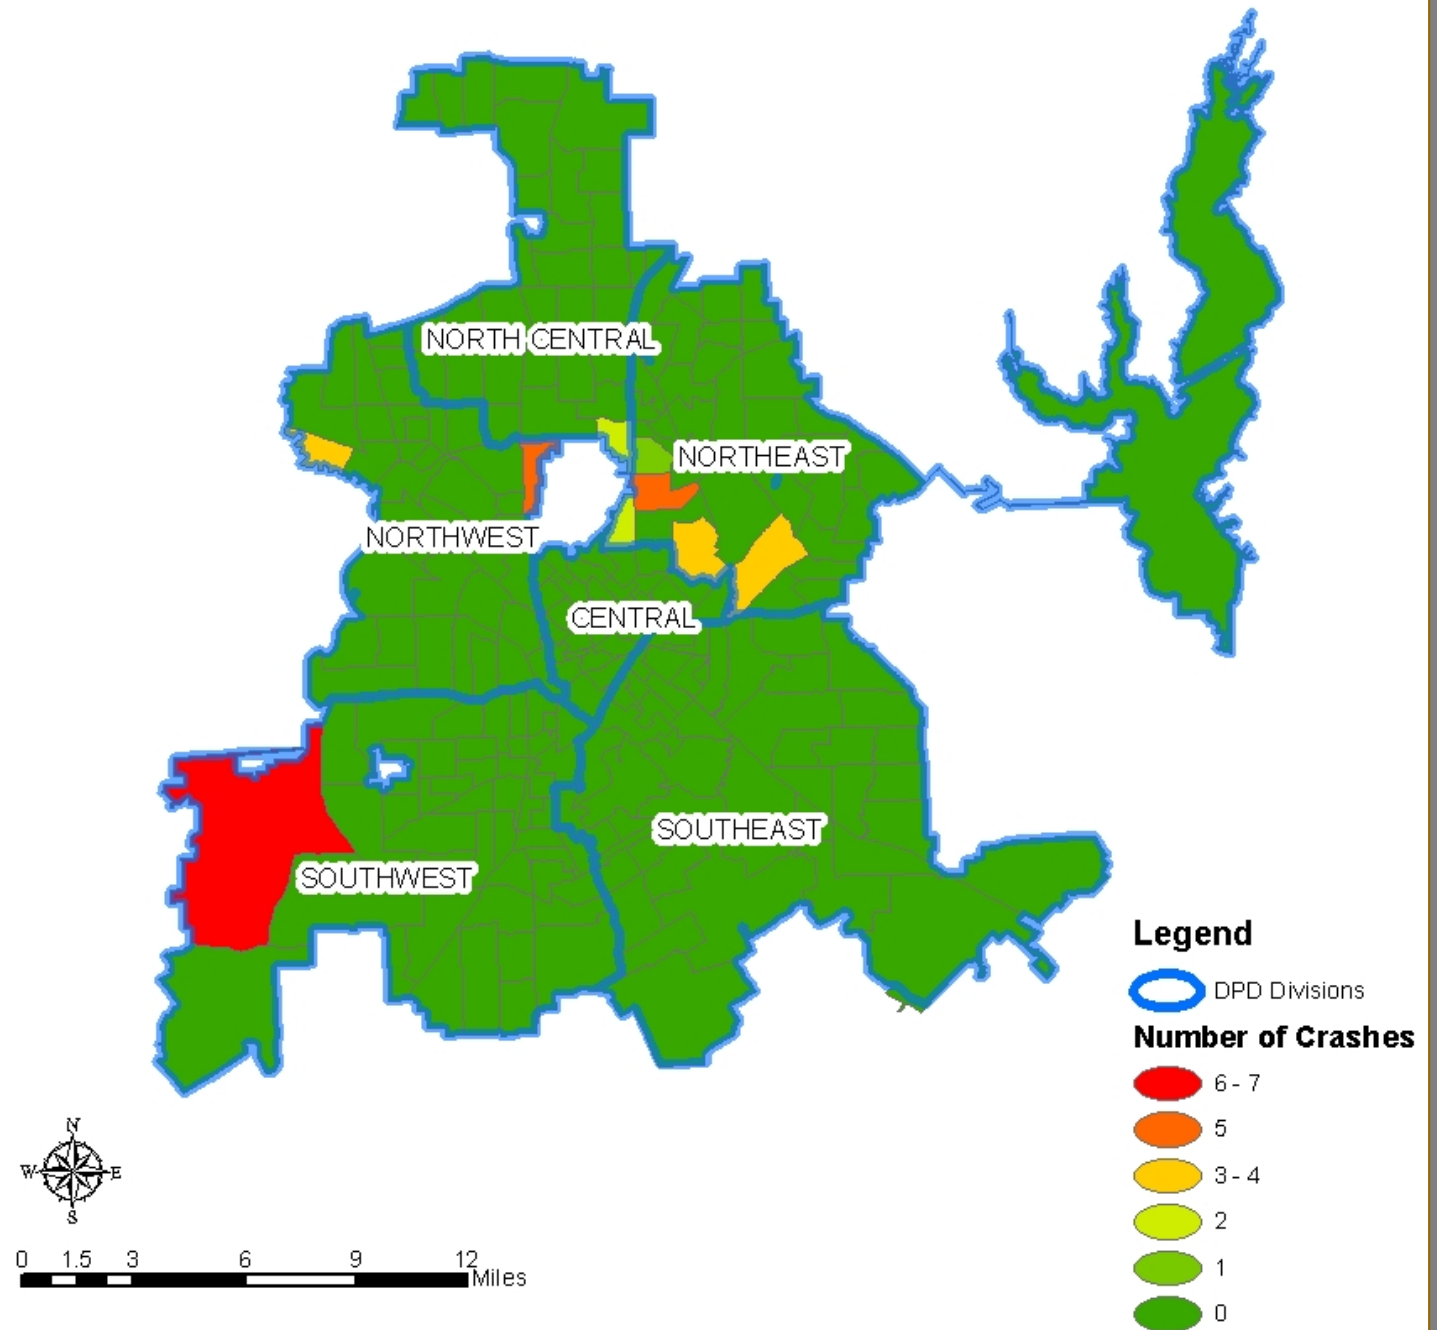 NORTH CENTRAL
NORTHEAST
NORTHWEST
CENTRAL
SOUTHEAST
SOUTHWEST
Legend
DPD Divisions
Number of Crashes
6 - 7
5
3 - 4
2
1
0
N
W E
S
0 1.5 3 6 9 12
Miles